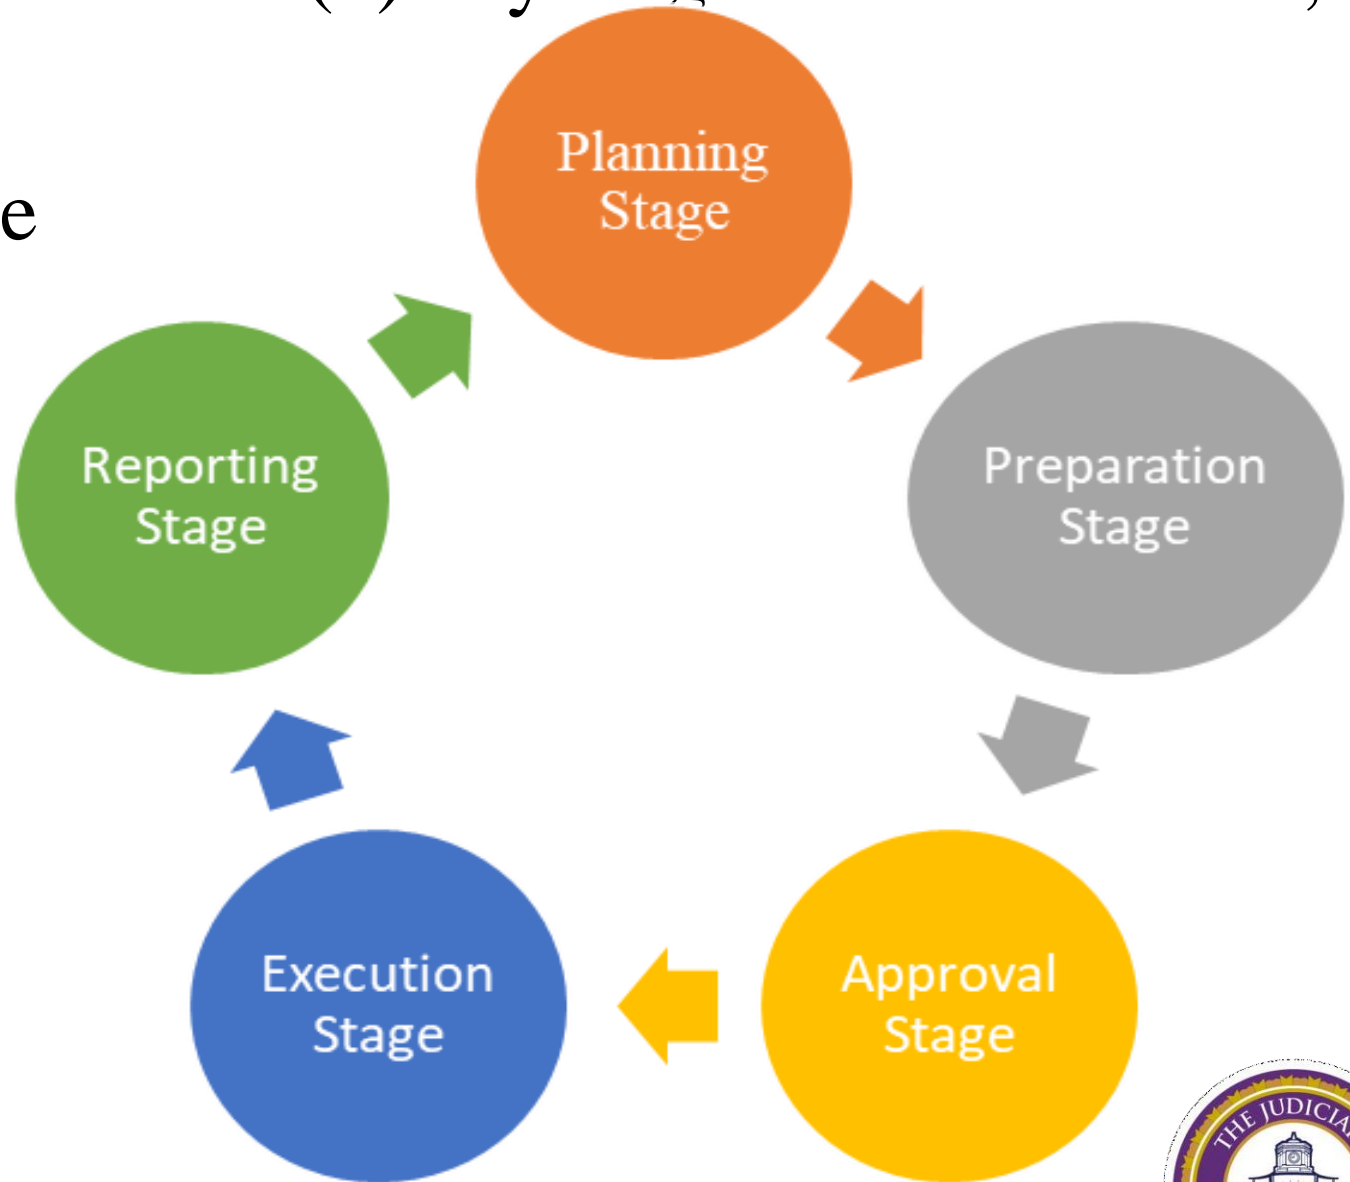 e
Planning
Stage
Preparation
Stage
Approval
Stage
Execution
Stage
Reporting
Stage
THE JUDICIA